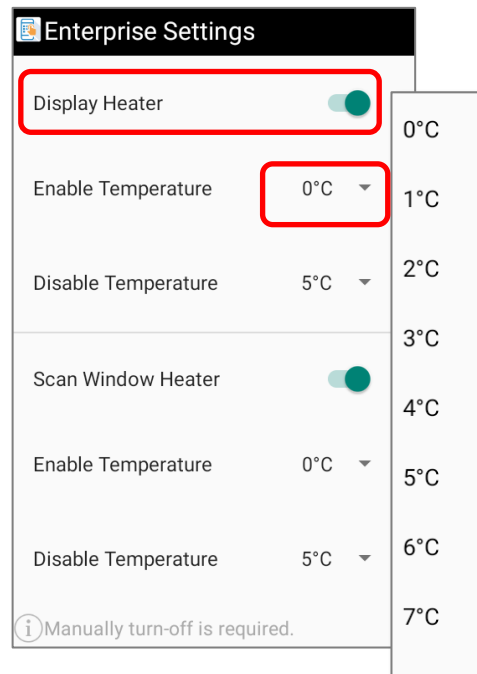 Enterprise Settings
Display Heater
Enable Temperature 0°C
Disable Temperature 5°C
Scan Window Heater
Enable Temperature 0°C
Disable Temperature 5°C
i Manually turn-off is required.
0°C
1°C
2°C
3°C
4°C
5°C
6°C
7°C